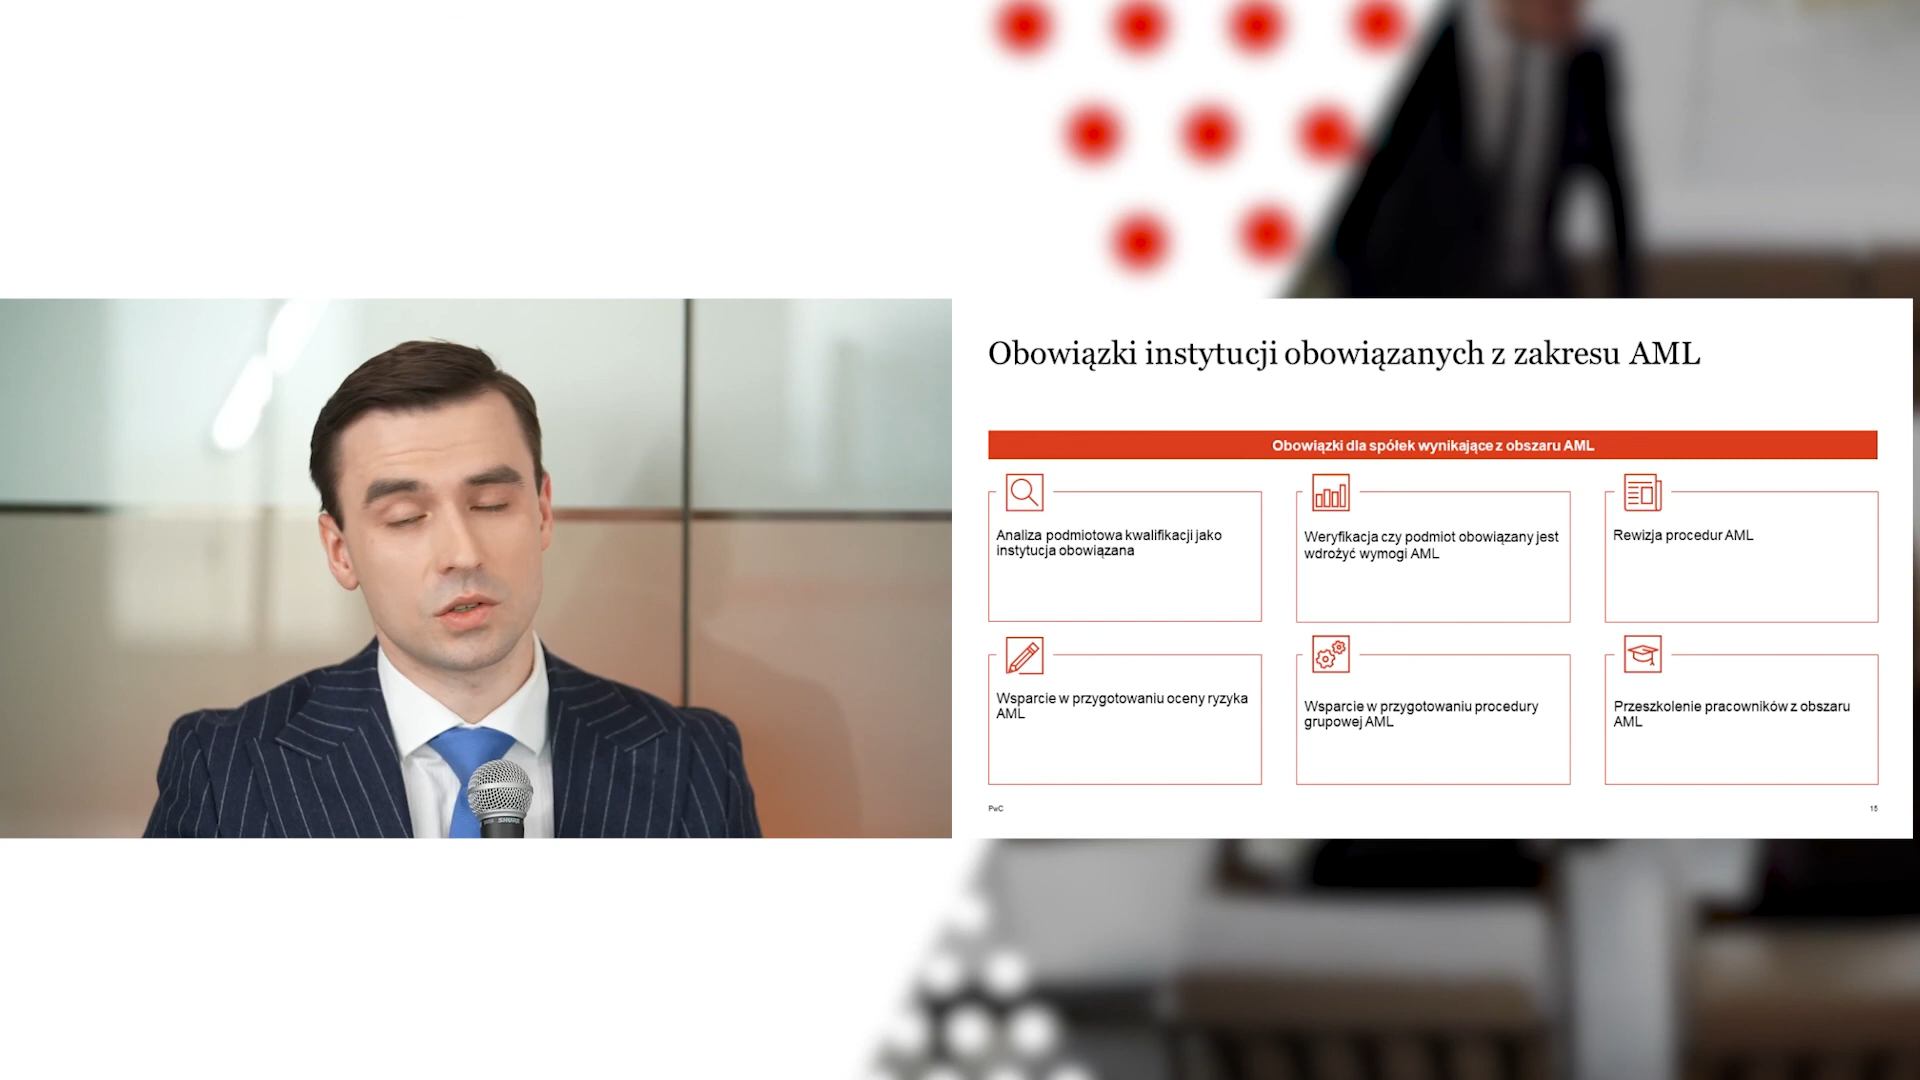 Obowiązki instytucji obowiązanych z zakresu AML
Obowiązki dla spółek wynikające z obszaru AML
Analiza podmiotowa kwalifikacji jako
instytucja obowiązana
Weryfikacja czy podmiot obowiązany jest
wdrożyć wymogi AML
Rewizja procedur AML
Wsparcie w przygotowaniu oceny ryzyka
AML
Wsparcie w przygotowaniu procedury
grupowej AML
Przeszkolenie pracowników z obszaru
AML
PwC
15